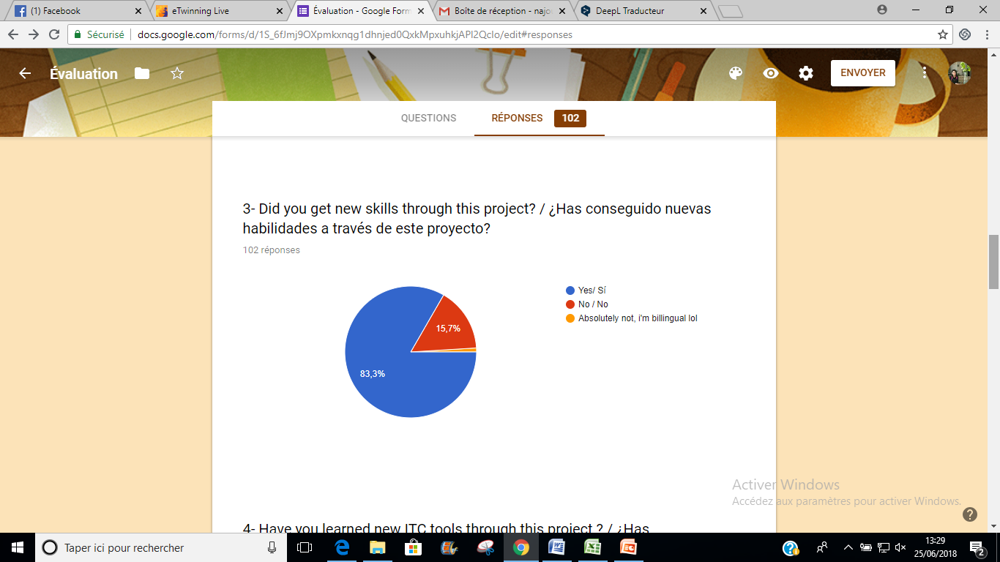 (1) Facebook
eTwinning Live
Évaluation - Google Form
Boîte de réception - najo
DeepL Traducteur
Sécurisé
docs.google.com/forms/d/1S_6fJmj9OXpmkxnqg1dhnjed0QxkMpxuhkjAPl2QcIo/edit#responses
Évaluation
ENVOYER
QUESTIONS
RÉPONSES 102
3- Did you get new skills through this project? / ¿Has conseguido nuevas
habilidades a través de este proyecto?
102 réponses
Yes/ Sí
No / No
Absolutely not, i'm billingual lol
15,7%
83,3%
Activer Windows
Accédez aux paramètres pour activer Windows.
4- Have you learned new ITC tools through this project ? / ¿Has
Taper ici pour rechercher
13:29
25/06/2018
2